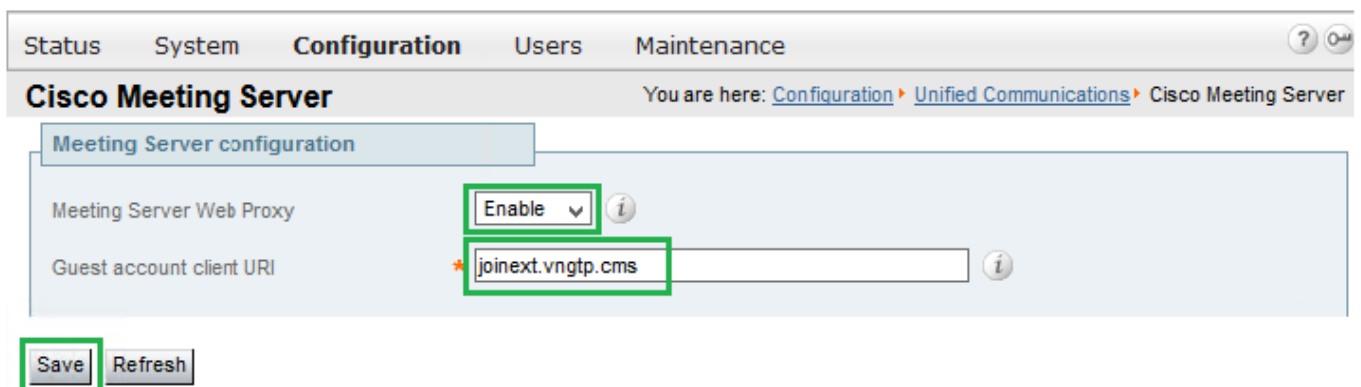 Status System Configuration Users Maintenance ?
Cisco Meeting Server You are here: Configuration Unified Communications Cisco Meeting Server
Meeting Server configuration
Meeting Server Web Proxy Enable i
Guest account client URI * joinext.vngtp.cms i
Save Refresh